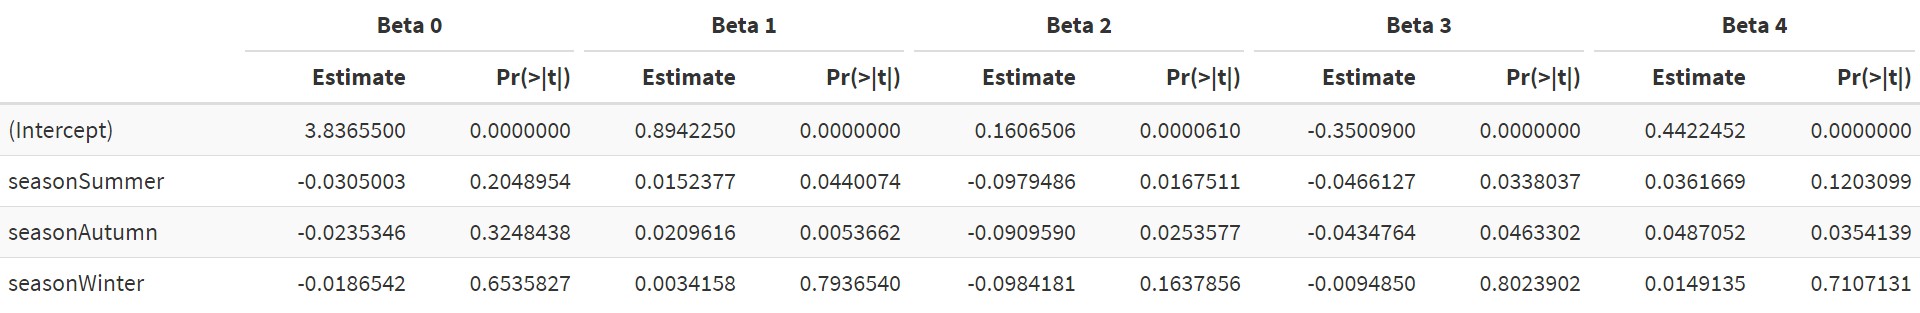 Beta 0 Beta 1 Beta 2 Beta 3 Beta 4
Estimate Pr(>|t|) Estimate Pr(>|t|) Estimate Pr(>|t|) Estimate Pr(>|t|) Estimate Pr(>|t|)
(Intercept) 3.8365500 0.0000000 0.8942250 0.0000000 0.1606506 0.0000610 -0.3500900 0.0000000 0.4422452 0.0000000
seasonSummer -0.0305003 0.2048954 0.0152377 0.0440074 -0.0979486 0.0167511 -0.0466127 0.0338037 0.0361669 0.1203099
seasonAutumn -0.0235346 0.3248438 0.0209616 0.0053662 -0.0909590 0.0253577 -0.0434764 0.0463302 0.0487052 0.0354139
seasonWinter -0.0186542 0.6535827 0.0034158 0.7936540 -0.0984181 0.1637856 -0.0094850 0.8023902 0.0149135 0.7107131